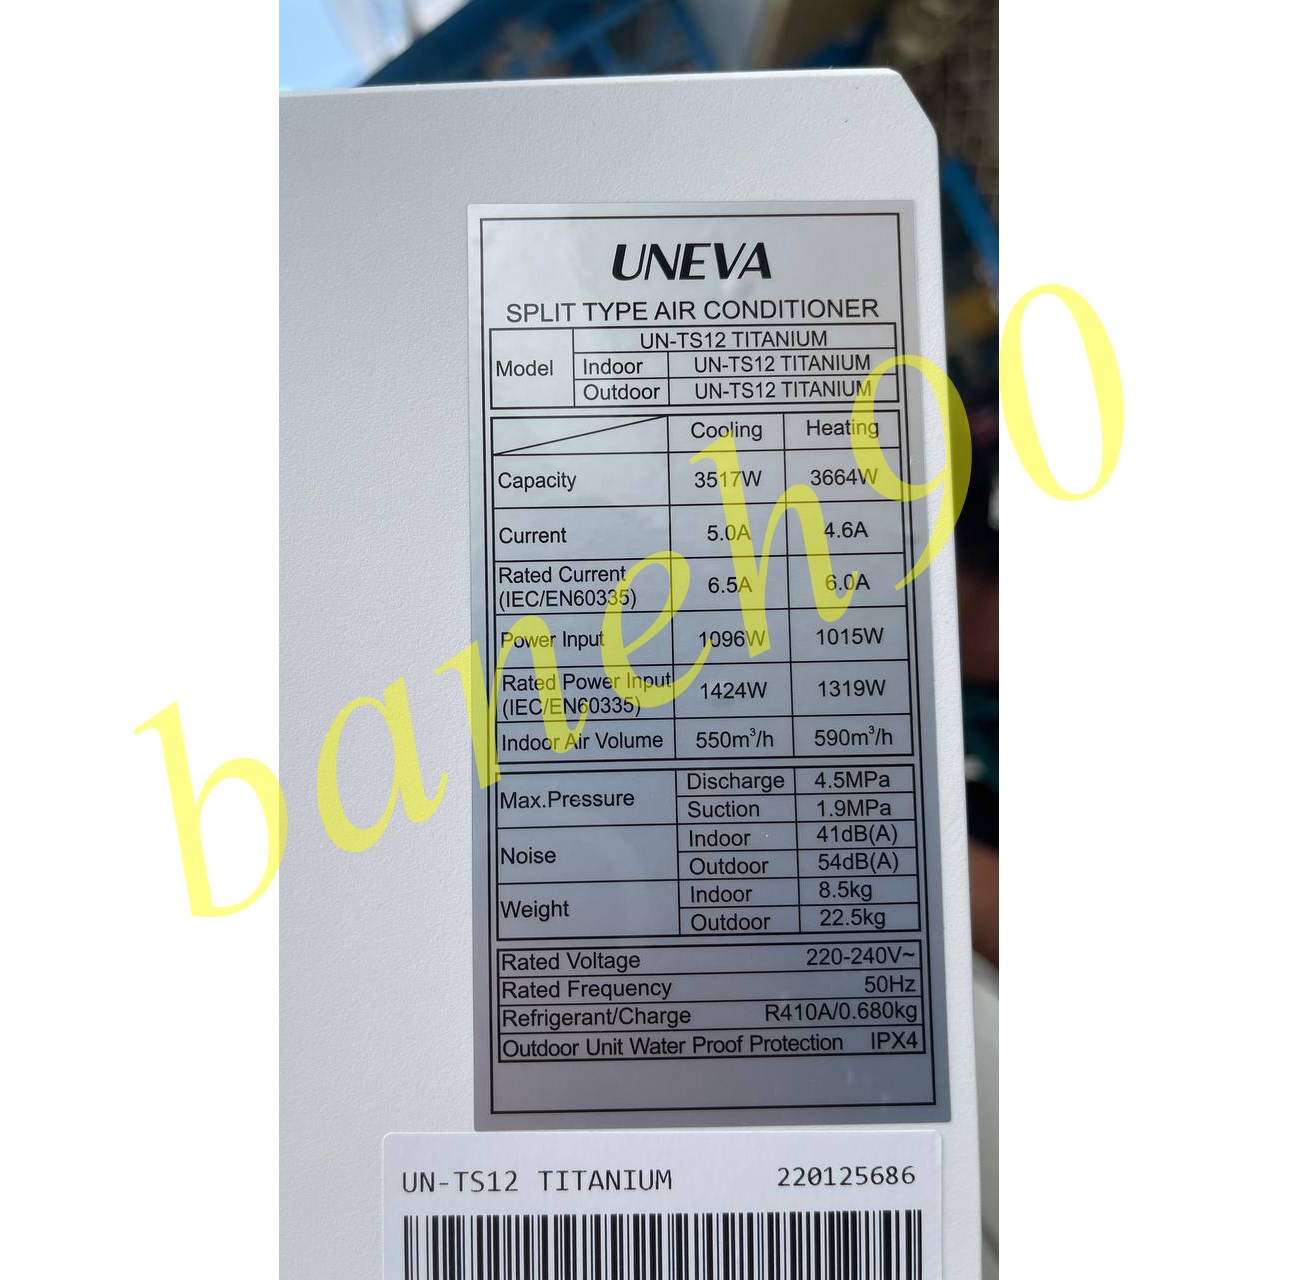 UNEVA
SPLIT TYPE AIR CONDITIONER
Model
UN-TS12 TITANIUM
Indoor UN-TS12 TITANIUM
Outdoor UN-TS12 TITANIUM
Cooling Heating
Capacity 3517W 3664W
Current 5.0A 4.6A
Rated Current
(IEC/EN60335) 6.5A 6.0A
Power Input 1096W 1015W
Rated Power Input
(IEC/EN60335) 1424W 1319W
Indoor Air Volume 550m³/h 590m³/h
Max.Pressure
Discharge 4.5MPa
Suction 1.9MPa
Noise
Indoor 41dB(A)
Outdoor 54dB(A)
Weight
Indoor 8.5kg
Outdoor 22.5kg
Rated Voltage 220-240V~
Rated Frequency 50Hz
Refrigerant/Charge R410A/0.680kg
Outdoor Unit Water Proof Protection IPX4
UN-TS12 TITANIUM 220125686
baneh90